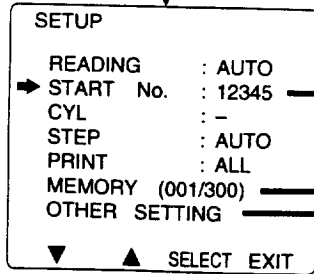 SETUP
READING : AUTO
START No. : 12345
CYL : –
STEP : AUTO
PRINT : ALL
MEMORY (001/300)
OTHER SETTING
▼ ▲ SELECT EXIT